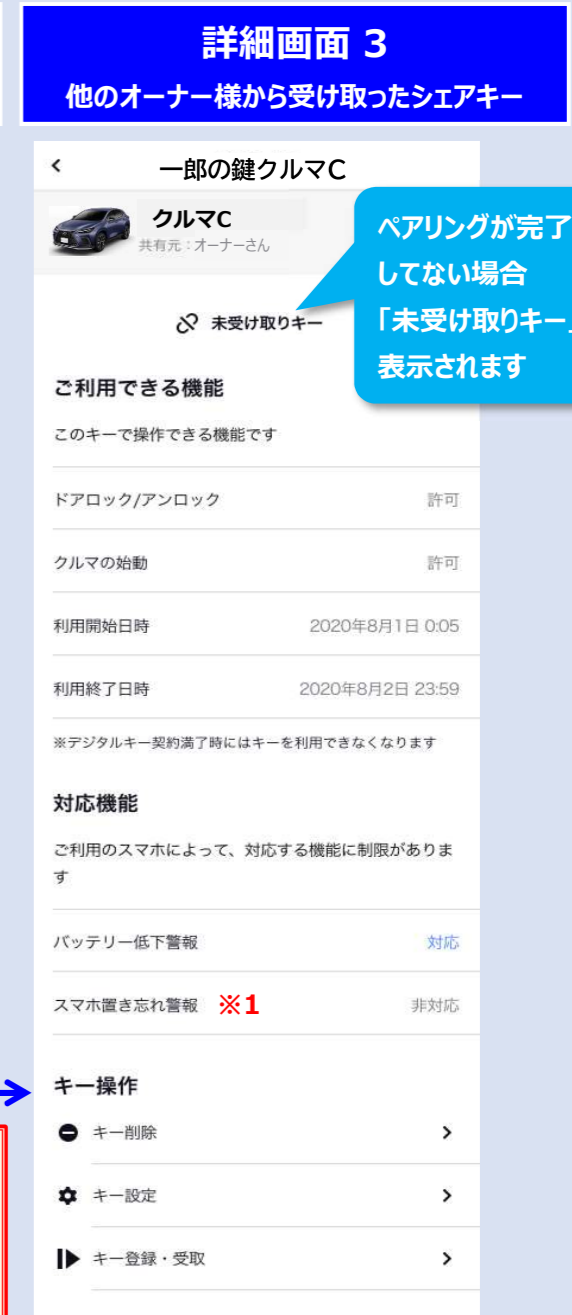 詳細画面 3
他のオーナー様から受け取ったシェアキー
一郎の鍵クルマC
クルマC
共有元：オーナーさん
ペアリングが完了
してない場合
「未受け取りキー」
表示されます
未受け取りキー
ご利用できる機能
このキーで操作できる機能です
ドアロック/アンロック 許可
クルマの始動 許可
利用開始日時 2020年8月1日 0:05
利用終了日時 2020年8月2日 23:59
※デジタルキー契約満了時にはキーを利用できなくなります
対応機能
ご利用のスマホによって、対応する機能に制限がありま
す
バッテリー低下警報 対応
スマホ置き忘れ警報 ※1 非対応
キー操作
キー削除
キー設定
キー登録・受取